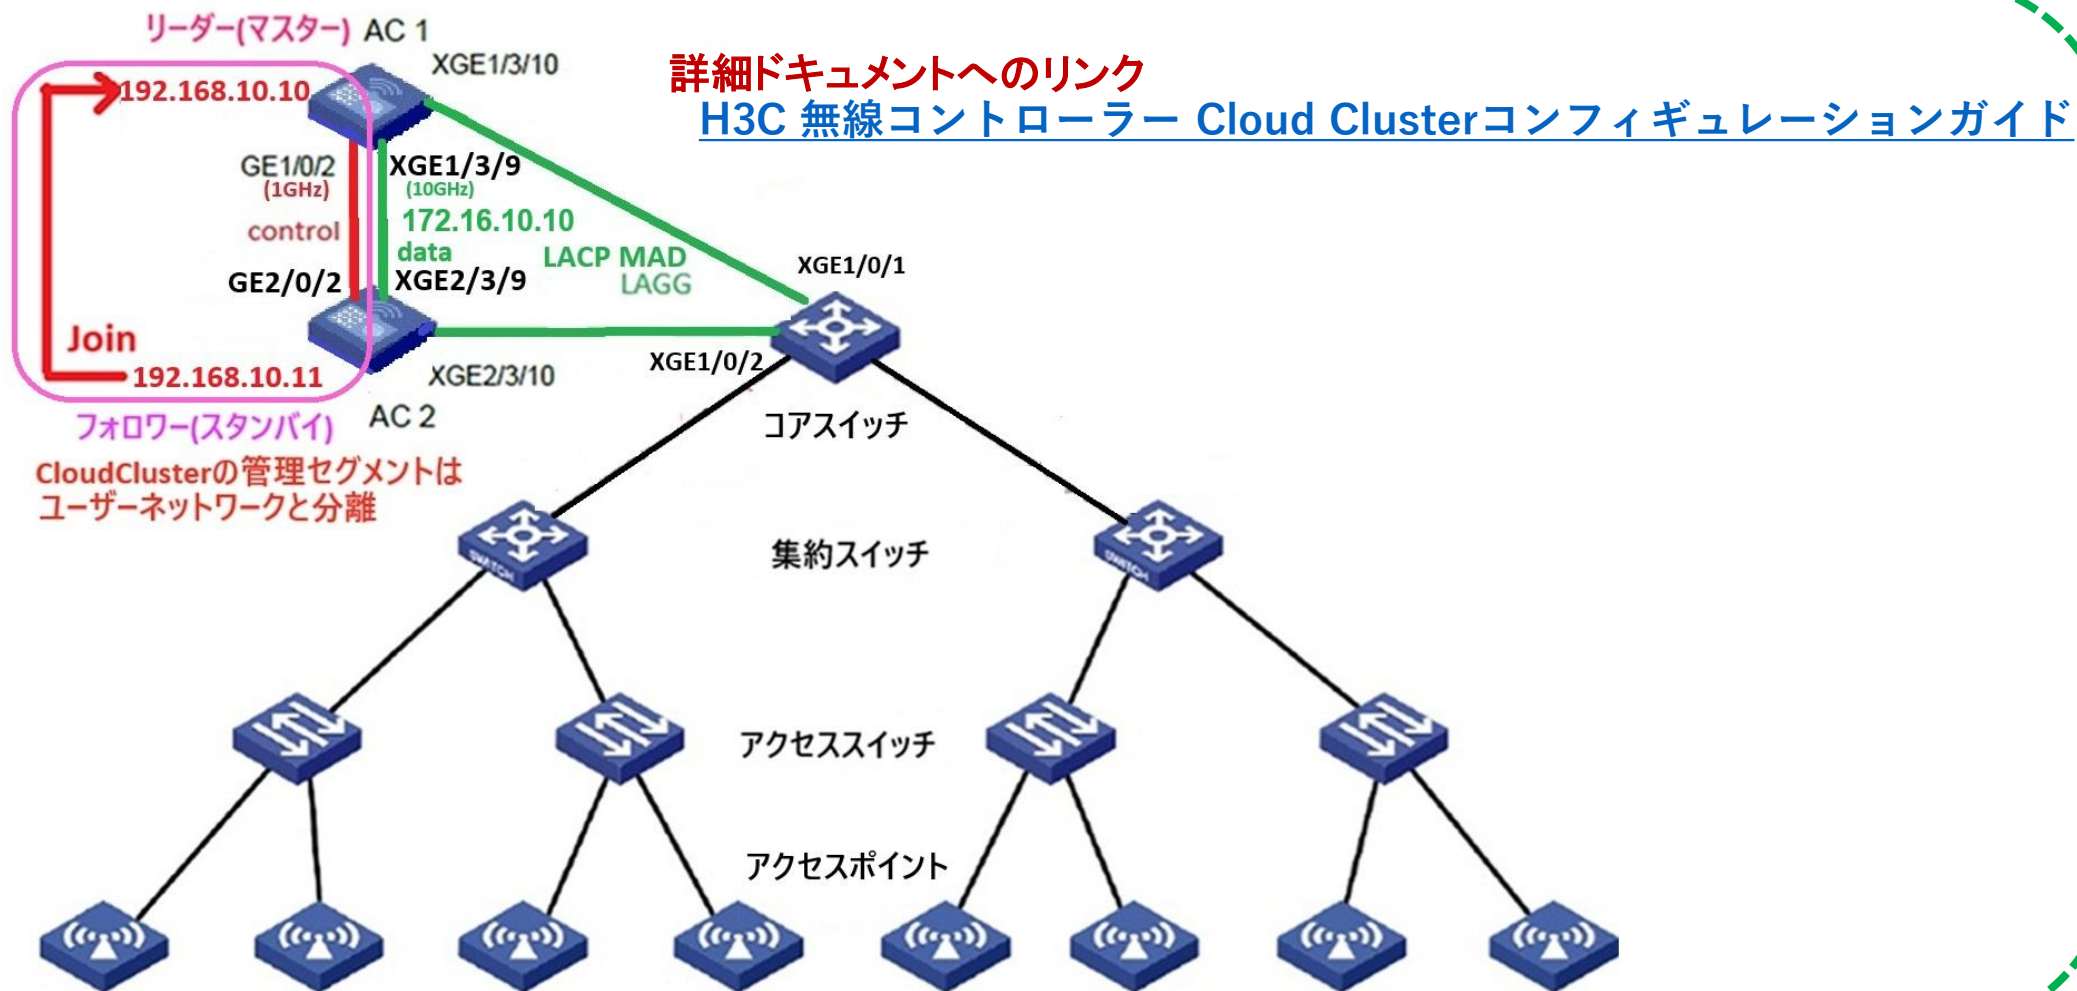 リーダー(マスター) AC 1
XGE1/3/10
詳細ドキュメントへのリンク
192.168.10.10
H3C 無線コントローラー Cloud Clusterコンフィギュレーションガイド
GE1/0/2
(1GHz)
XGE1/3/9
(10GHz)
172.16.10.10
control
data
LACP MAD
LAGG
XGE1/0/1
GE2/0/2
XGE2/3/9
Join
192.168.10.11
XGE1/0/2
XGE2/3/10
フォロワー(スタンバイ)
AC 2
コアスイッチ
CloudClusterの管理セグメントは
ユーザーネットワークと分離
集約スイッチ
SWITCH
SWITCH
アクセススイッチ
アクセスポイント